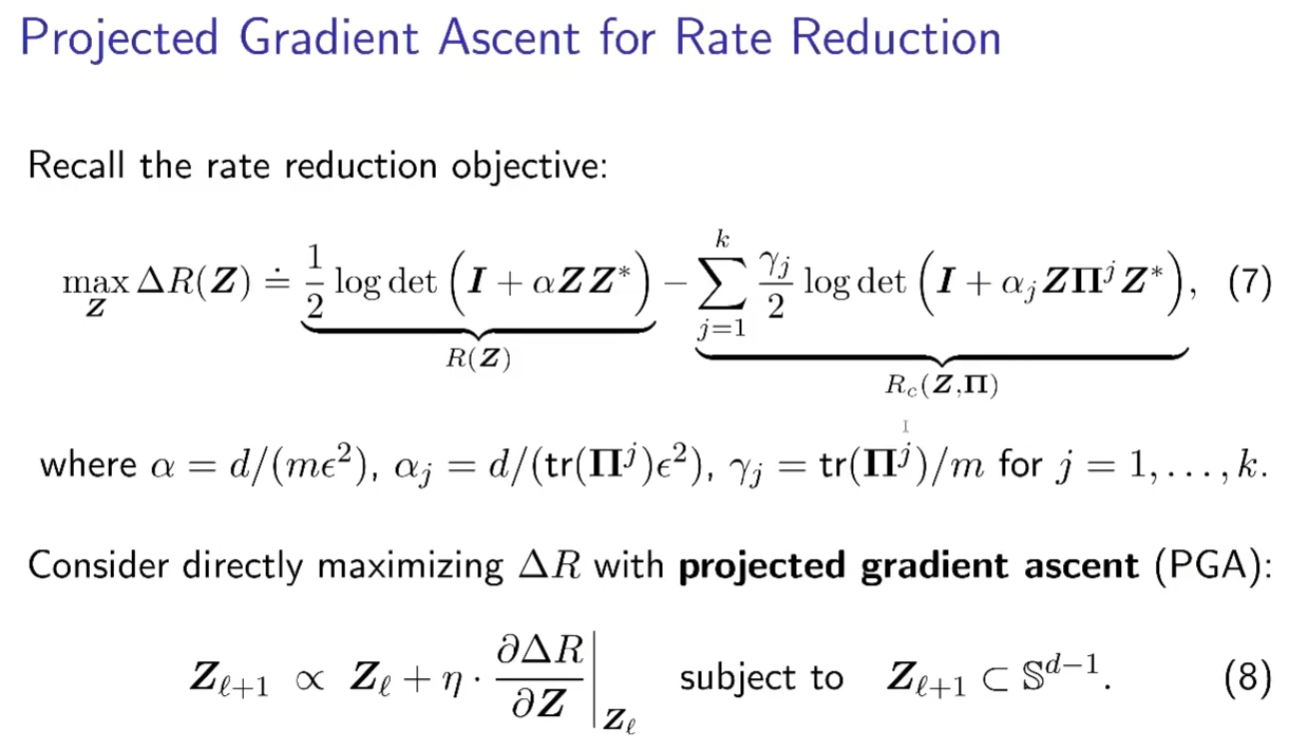 Projected Gradient Ascent for Rate Reduction
Recall the rate reduction objective:
$\max_{\boldsymbol{Z}} \Delta R(\boldsymbol{Z}) \doteq \underbrace{\frac{1}{2} \log\det\left(\boldsymbol{I} + \alpha \boldsymbol{Z}\boldsymbol{Z}^*\right)}_{R(\boldsymbol{Z})} - \underbrace{\sum_{j=1}^{k} \frac{\gamma_j}{2} \log\det\left(\boldsymbol{I} + \alpha_j \boldsymbol{Z}\boldsymbol{\Pi}^j\boldsymbol{Z}^*\right)}_{R_c(\boldsymbol{Z},\boldsymbol{\Pi})}, \quad (7)$
where $\alpha = d/(m\epsilon^2)$, $\alpha_j = d/(\text{tr}(\boldsymbol{\Pi}^j)\epsilon^2)$, $\gamma_j = \text{tr}(\boldsymbol{\Pi}^j)/m$ for $j = 1, \ldots, k$.
Consider directly maximizing $\Delta R$ with projected gradient ascent (PGA):
$\boldsymbol{Z}_{\ell+1} \propto \boldsymbol{Z}_\ell + \eta \cdot \left.\frac{\partial \Delta R}{\partial \boldsymbol{Z}}\right|_{\boldsymbol{Z}_\ell} \quad \text{subject to} \quad \boldsymbol{Z}_{\ell+1} \subset \mathbb{S}^{d-1}. \quad (8)$